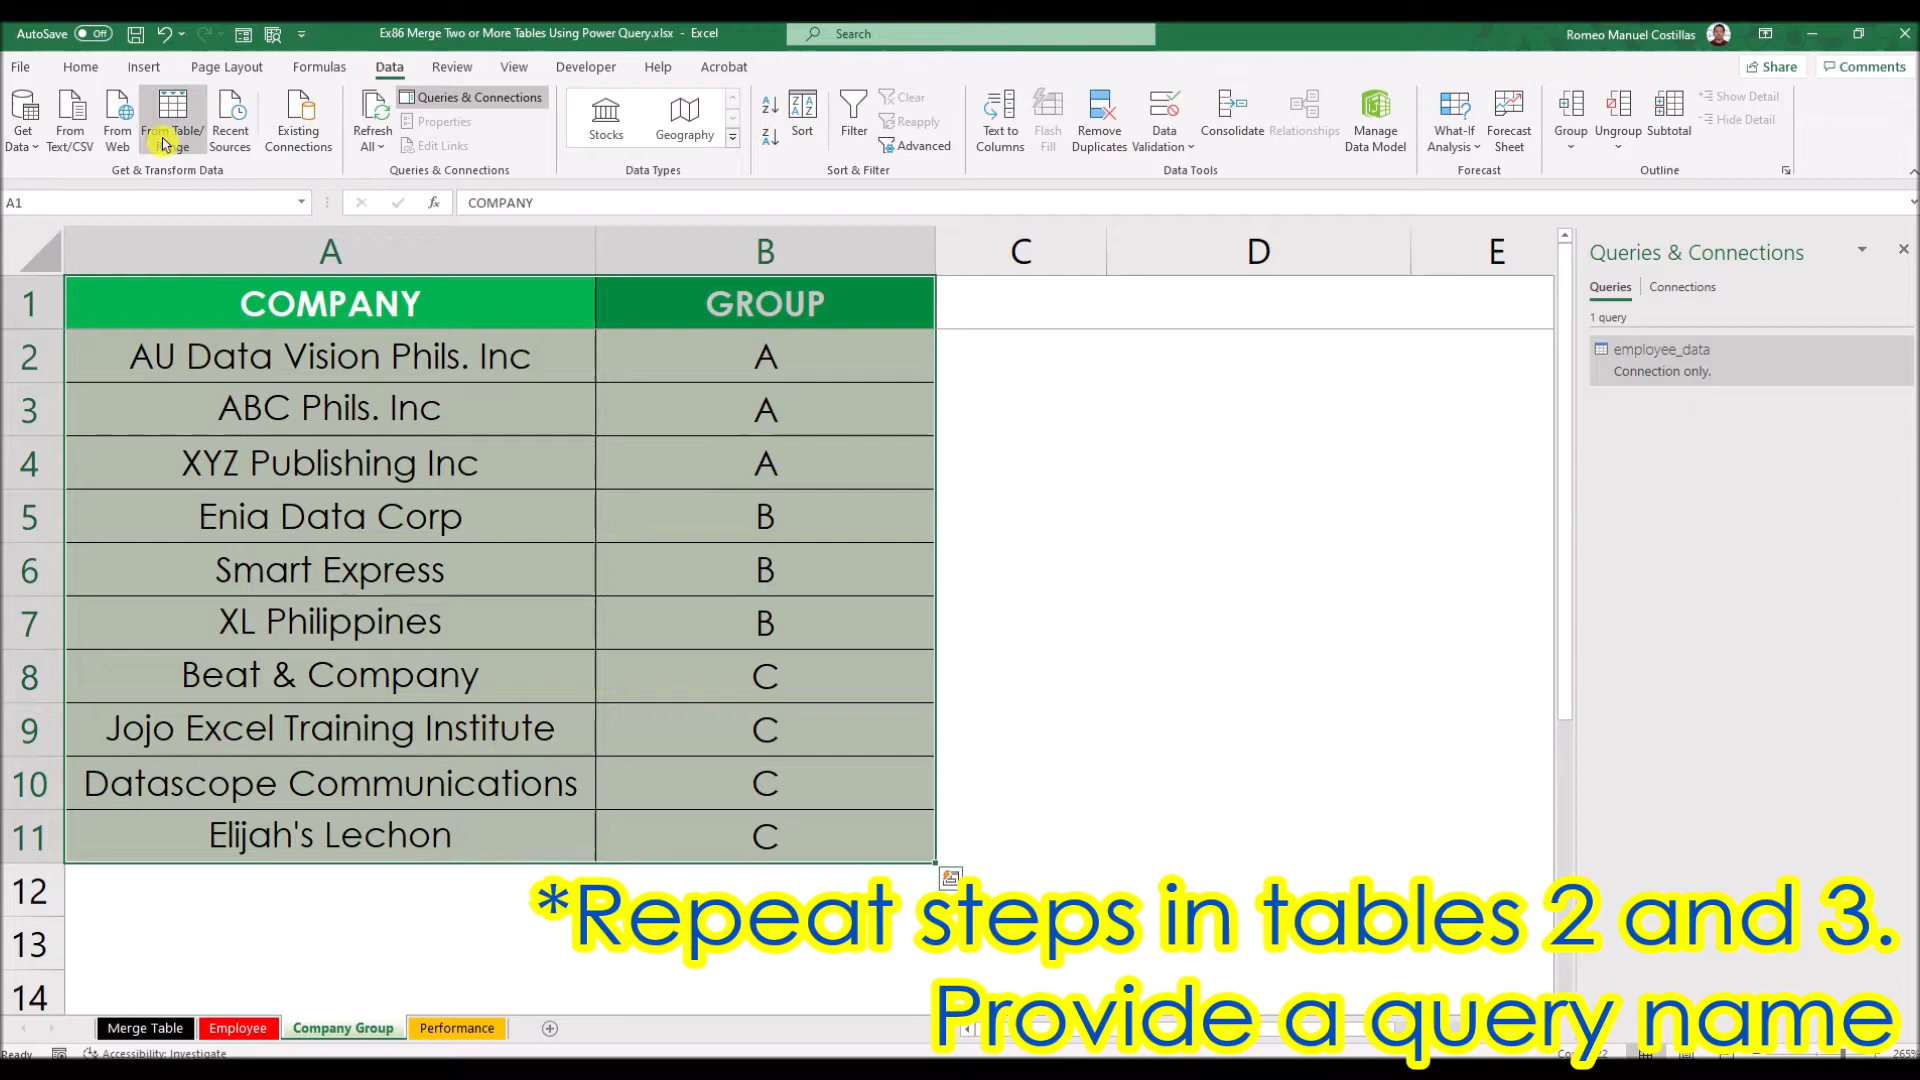 AutoSave Off
Ex86 Merge Two or More Tables Using Power Query.xlsx - Excel
Search
Romeo Manuel Costillas
File Home Insert Page Layout Formulas Data Review View Developer Help Acrobat
Share Comments
Get Data
From Text/CSV
From Web
From Table/
Recent Sources
Existing Connections
Get & Transform Data
Refresh All
Queries & Connections
Properties
Edit Links
Queries & Connections
Stocks
Geography
Data Types
Sort
Filter
Clear
Reapply
Advanced
Sort & Filter
Text to Columns
Flash Fill
Remove Duplicates
Data Validation
Consolidate
Relationships
Manage Data Model
Data Tools
What-If Analysis
Forecast Sheet
Forecast
Group
Ungroup
Subtotal
Show Detail
Hide Detail
Outline
A1 fx COMPANY
A B C D E
1 COMPANY GROUP
2 AU Data Vision Phils. Inc A
3 ABC Phils. Inc A
4 XYZ Publishing Inc A
5 Enia Data Corp B
6 Smart Express B
7 XL Philippines B
8 Beat & Company C
9 Jojo Excel Training Institute C
10 Datascope Communications C
11 Elijah's Lechon C
12
13
14
Queries & Connections
Queries Connections
1 query
employee_data
Connection only.
*Repeat steps in tables 2 and 3.
Provide a query name
Merge Table Employee Company Group Performance
Ready Accessibility: Investigate
265%